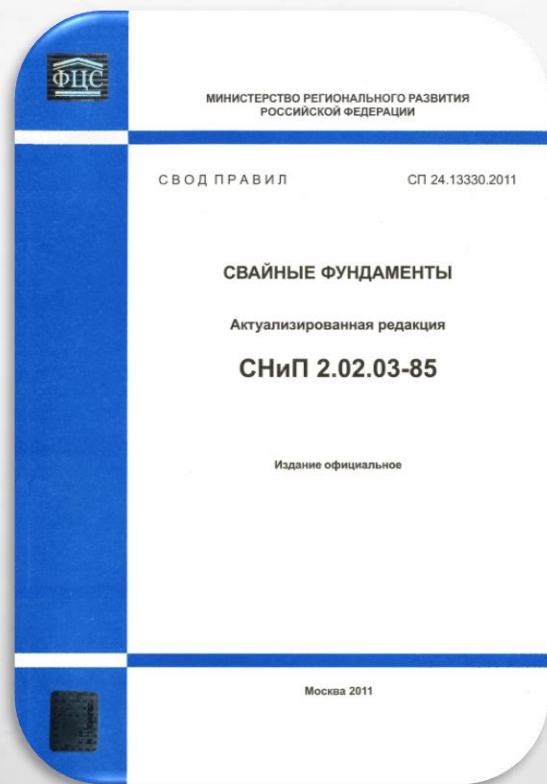 ФЦС
МИНИСТЕРСТВО РЕГИОНАЛЬНОГО РАЗВИТИЯ
РОССИЙСКОЙ ФЕДЕРАЦИИ
СВОД ПРАВИЛ СП 24.13330.2011
СВАЙНЫЕ ФУНДАМЕНТЫ
Актуализированная редакция
СНиП 2.02.03-85
Издание официальное
Москва 2011